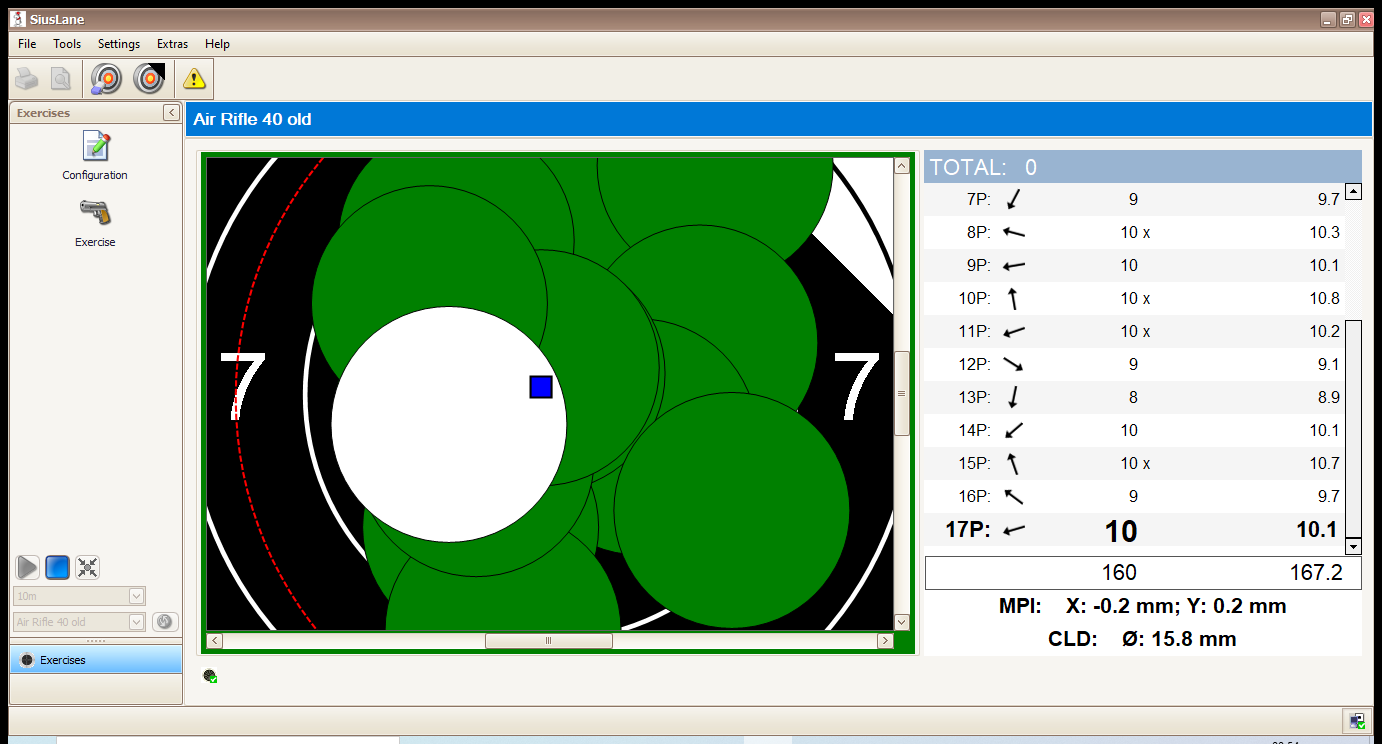 SiusLane
File Tools Settings Extras Help
Exercises
Configuration
Exercise
10m
Air Rifle 40 old
Exercises
Air Rifle 40 old
7 7
TOTAL: 0
7P: 9 9.7
8P: 10 x 10.3
9P: 10 10.1
10P: 10 x 10.8
11P: 10 x 10.2
12P: 9 9.1
13P: 8 8.9
14P: 10 10.1
15P: 10 x 10.7
16P: 9 9.7
17P: 10 10.1
160 167.2
MPI: X: -0.2 mm; Y: 0.2 mm
CLD: Ø: 15.8 mm